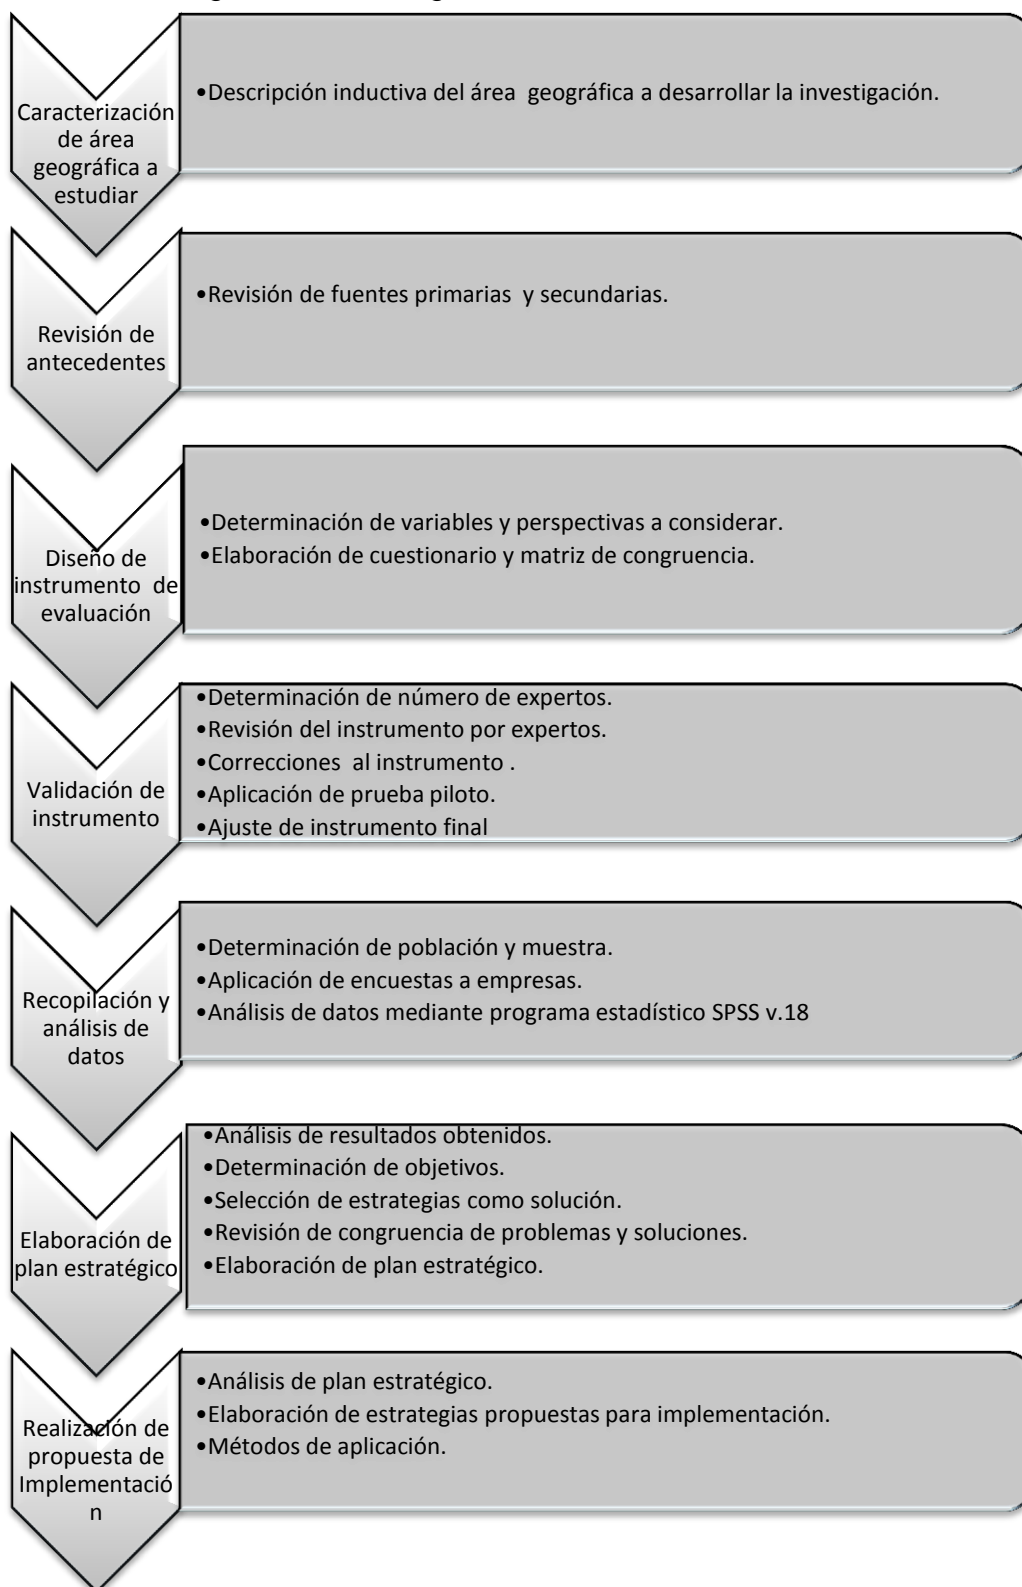 Caracterización
de área
geográfica a
estudiar
•Descripción inductiva del área  geográfica a desarrollar la investigación.
Revisión de
antecedentes
•Revisión de fuentes primarias  y secundarias.
Diseño de
instrumento  de
evaluación
•Determinación de variables y perspectivas a considerar.
•Elaboración de cuestionario y matriz de congruencia.
Validación de
instrumento
•Determinación de número de expertos.
•Revisión del instrumento por expertos.
•Correcciones  al instrumento .
•Aplicación de prueba piloto.
•Ajuste de instrumento final
Recopilación y
análisis de
datos
•Determinación de población y muestra.
•Aplicación de encuestas a empresas.
•Análisis de datos mediante programa estadístico SPSS v.18
Elaboración de
plan estratégico
•Análisis de resultados obtenidos.
•Determinación de objetivos.
•Selección de estrategias como solución.
•Revisión de congruencia de problemas y soluciones.
•Elaboración de plan estratégico.
Realización de
propuesta de
Implementació
n
•Análisis de plan estratégico.
•Elaboración de estrategias propuestas para implementación.
•Métodos de aplicación.